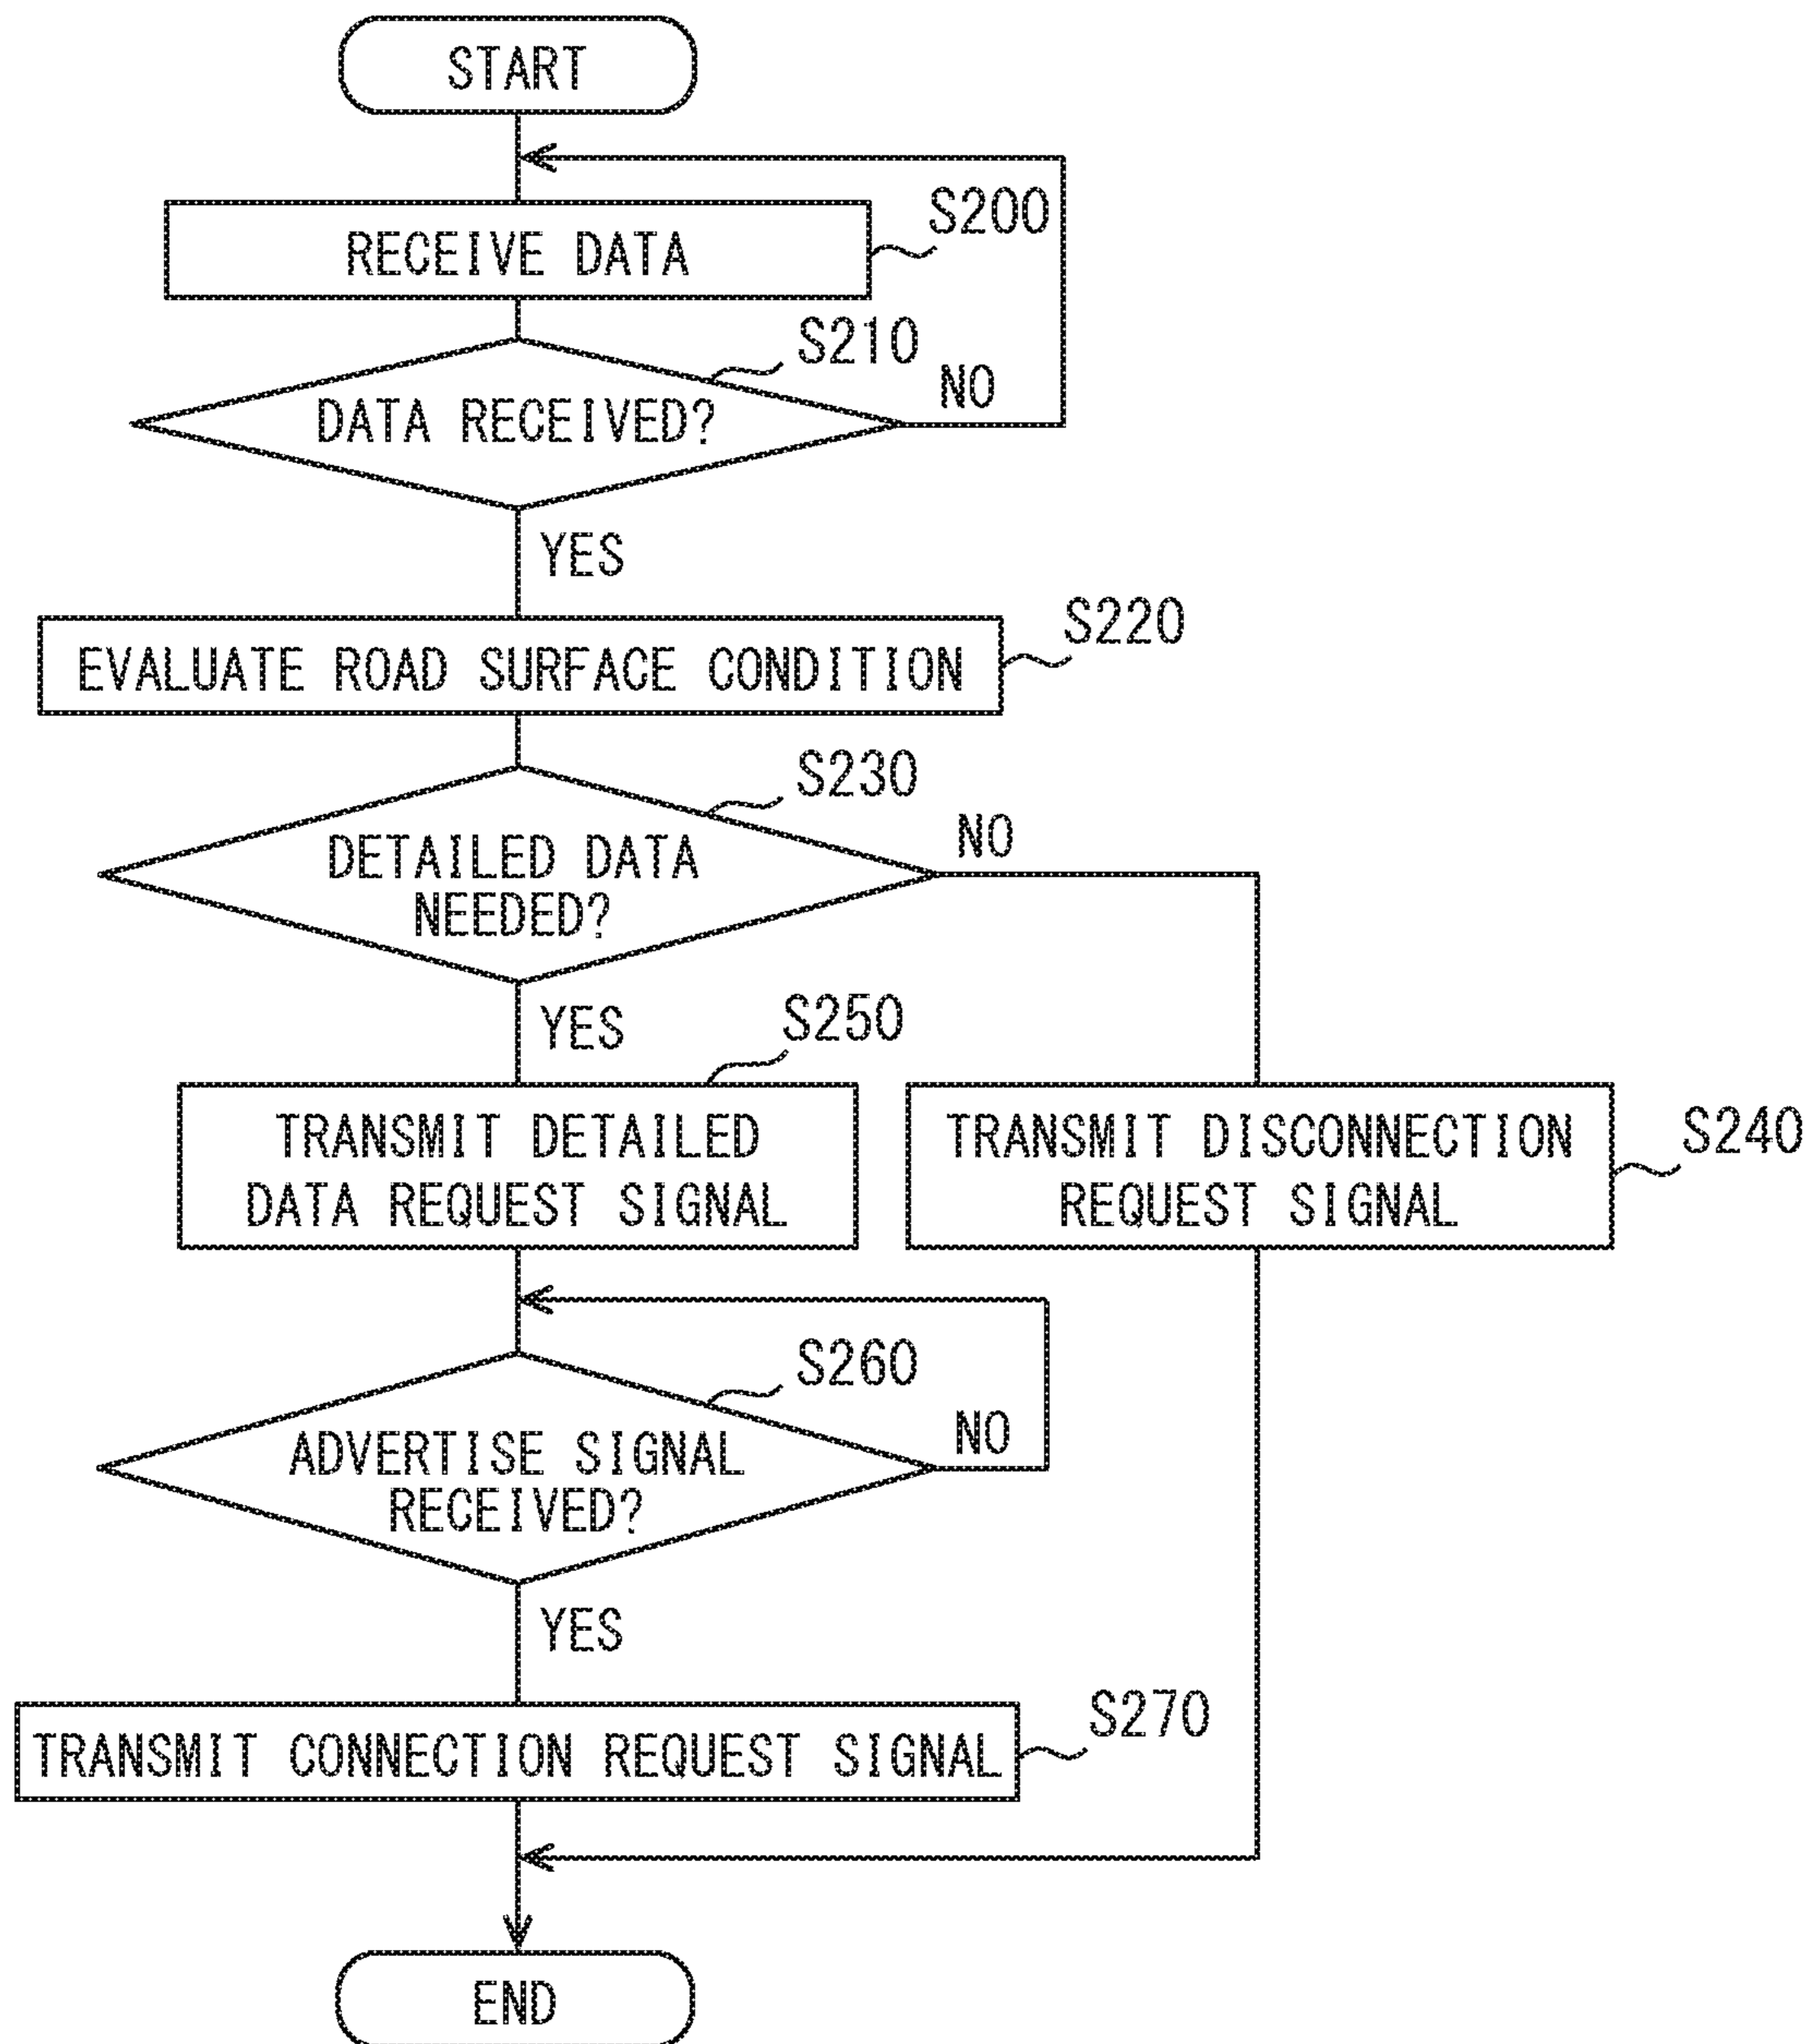 START
RECEIVE DATA
S200
DATA RECEIVED?
S210
NO
YES
EVALUATE ROAD SURFACE CONDITION
S220
DETAILED DATA
NEEDED?
S230
NO
YES
TRANSMIT DETAILED
DATA REQUEST SIGNAL
S250
TRANSMIT DISCONNECTION
REQUEST SIGNAL
S240
ADVERTISE SIGNAL
RECEIVED?
S260
NO
YES
TRANSMIT CONNECTION REQUEST SIGNAL
S270
END